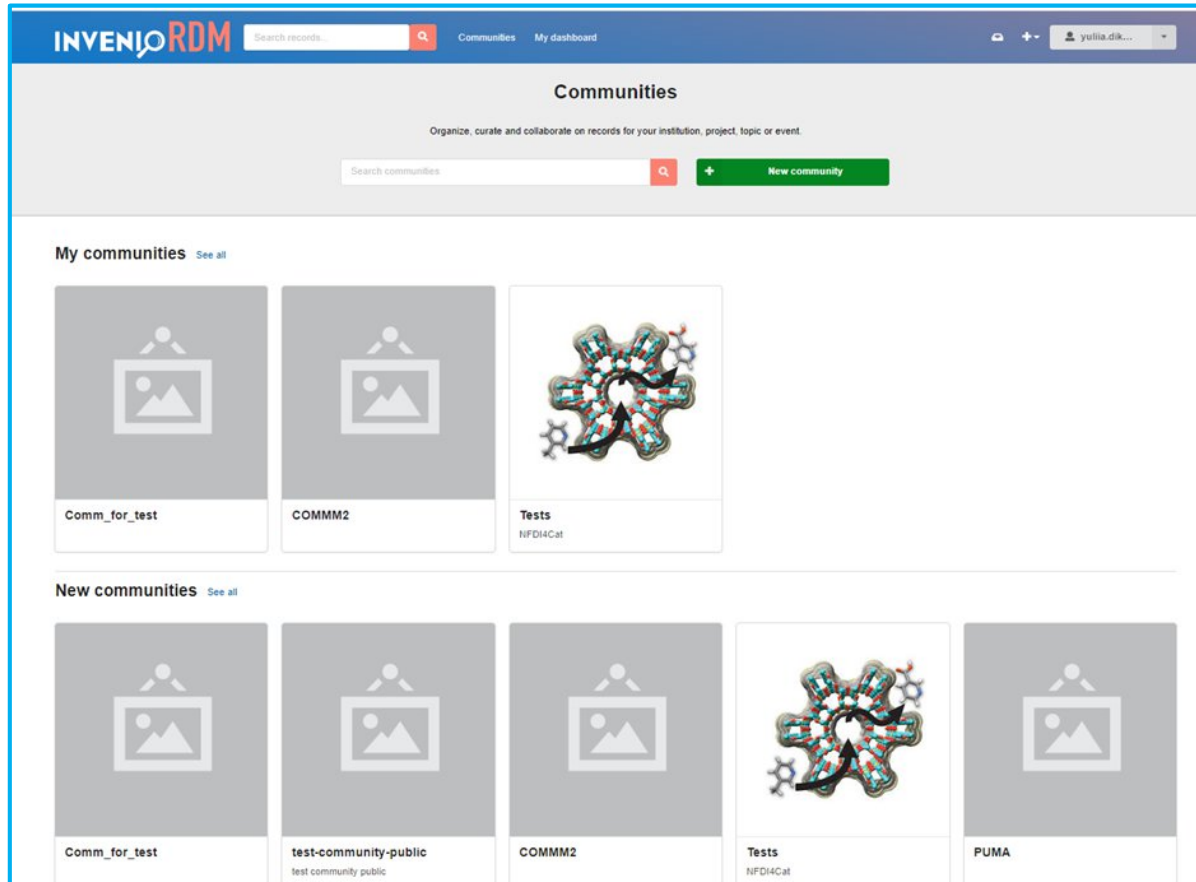 INVENIORDM Search records... Communities My dashboard yuliia.dik...
Communities
Organize, curate and collaborate on records for your institution, project, topic or event.
Search communities New community
My communities See all
Comm_for_test COMMM2 Tests
NFDI4Cat
New communities See all
Comm_for_test test-community-public COMMM2 Tests PUMA
test community public NFDI4Cat